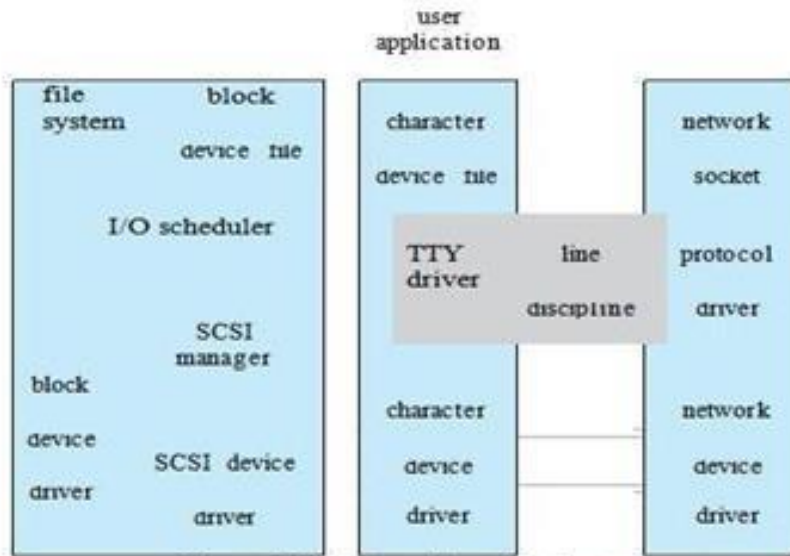 user
application
file
system
block
device file
I/O scheduler
SCSI
manager
block
device
driver
SCSI device
driver
character
device file
TTY
driver
line
discipline
character
device
driver
network
socket
protocol
driver
network
device
driver